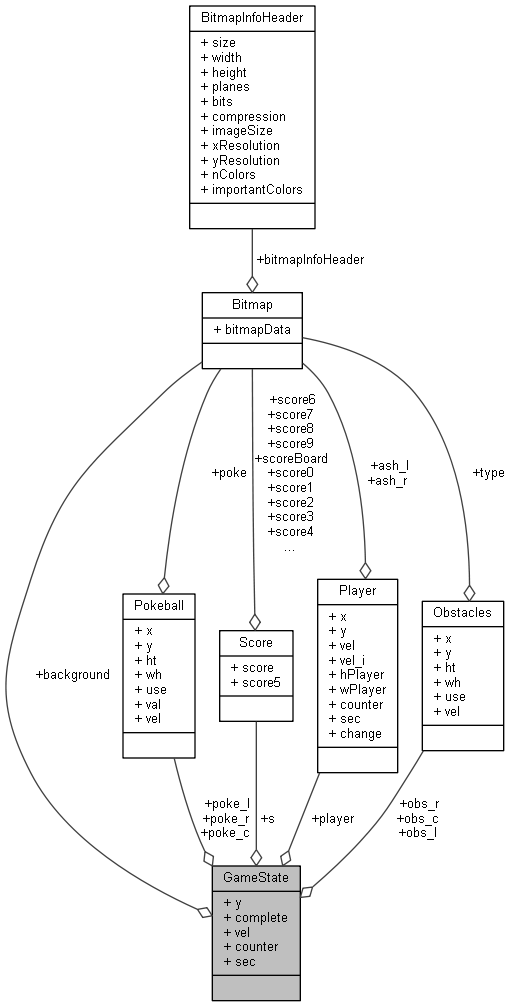 BitmapInfoHeader
+ size
+ width
+ height
+ planes
+ bits
+ compression
+ imageSize
+ xResolution
+ yResolution
+ nColors
+ importantColors
+bitmapInfoHeader
Bitmap
+ bitmapData
+background
+poke
+score6
+score7
+score8
+score9
+scoreBoard
+score0
+score1
+score2
+score3
+score4
...
+ash_l
+ash_r
+type
Pokeball
+ x
+ y
+ ht
+ wh
+ use
+ val
+ vel
Score
+ score
+ score5
Player
+ x
+ y
+ vel
+ vel_i
+ hPlayer
+ wPlayer
+ counter
+ sec
+ change
Obstacles
+ x
+ y
+ ht
+ wh
+ use
+ vel
+poke_l
+poke_r
+poke_c
+s
+player
+obs_r
+obs_c
+obs_l
GameState
+ y
+ complete
+ vel
+ counter
+ sec